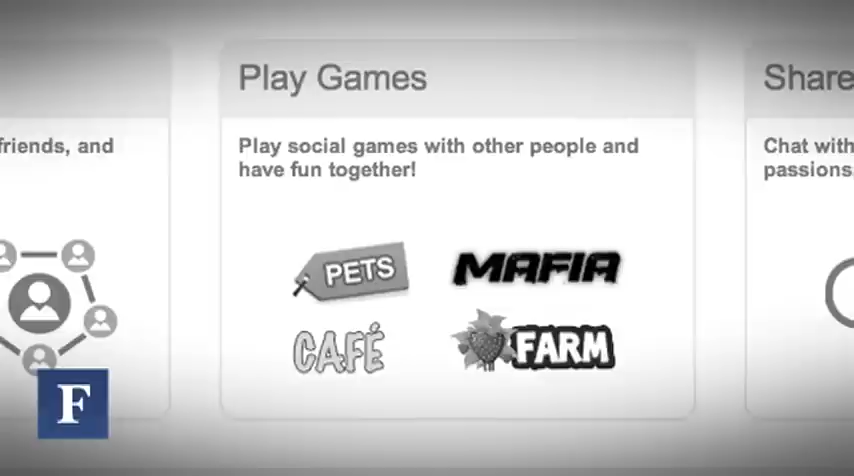 Play Games
Share
friends, and
Play social games with other people and
have fun together!
Chat with
passions
PETS
MAFIA
CAFÉ
FARM
F